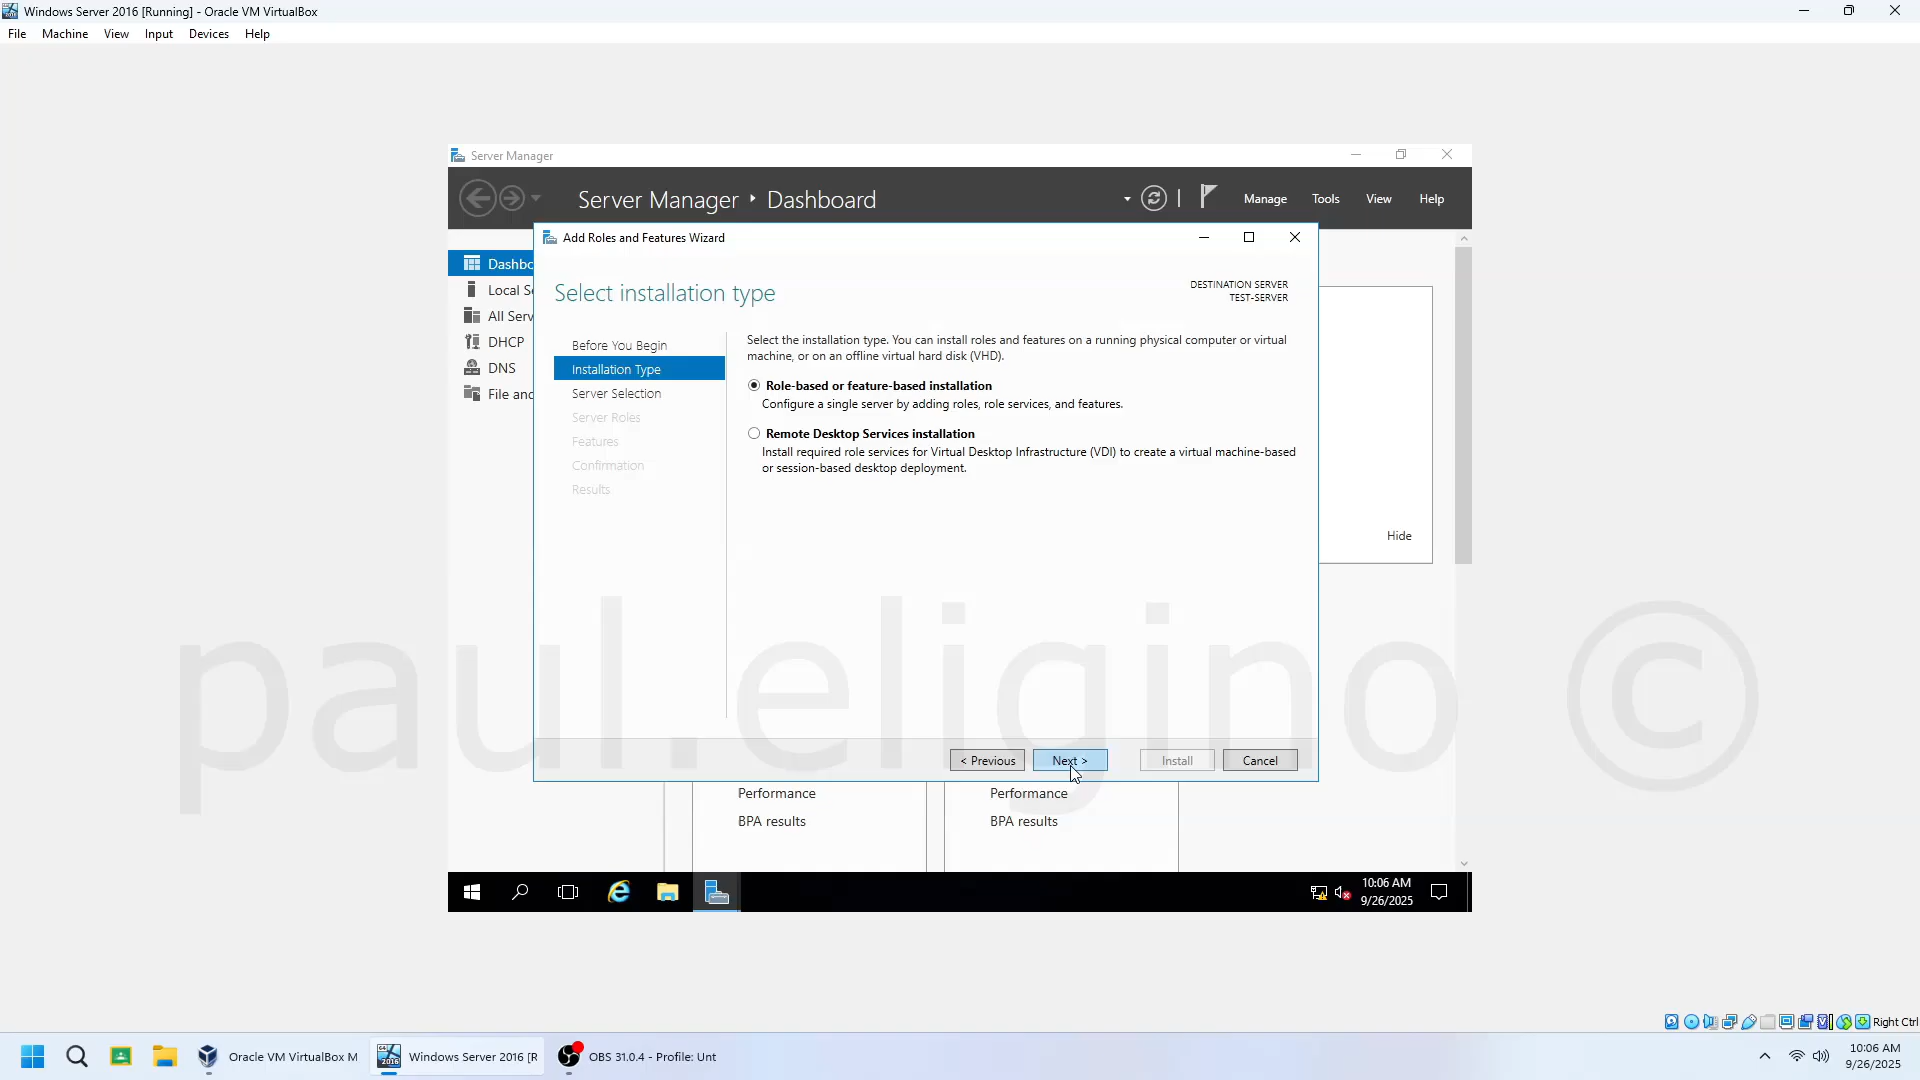 Windows Server 2016 [Running] - Oracle VM VirtualBox
File Machine View Input Devices Help
Server Manager
Server Manager ‣ Dashboard
Manage Tools View Help
Add Roles and Features Wizard
Dashbo
Local Se
All Serv
DHCP
DNS
File and
Select installation type
DESTINATION SERVER
TEST-SERVER
Before You Begin
Installation Type
Server Selection
Server Roles
Features
Confirmation
Results
Select the installation type. You can install roles and features on a running physical computer or virtual
machine, or on an offline virtual hard disk (VHD).
Role-based or feature-based installation
Configure a single server by adding roles, role services, and features.
Remote Desktop Services installation
Install required role services for Virtual Desktop Infrastructure (VDI) to create a virtual machine-based
or session-based desktop deployment.
Hide
paul.eligino ©
< Previous Next > Install Cancel
Performance Performance
BPA results BPA results
10:06 AM
9/26/2025
Right Ctrl
Oracle VM VirtualBox M
Windows Server 2016 [R
OBS 31.0.4 - Profile: Unt
10:06 AM
9/26/2025